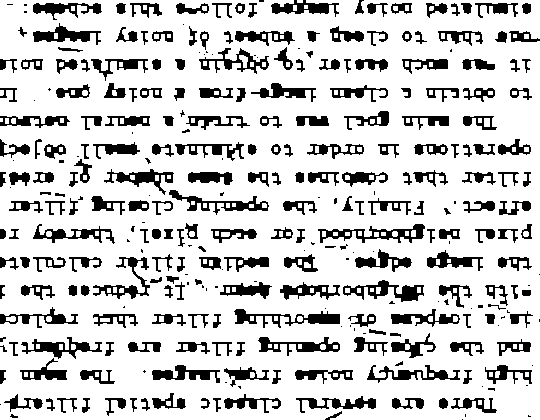 There are several classic spatial filters
high frequency noise from images. The mean f
and the closing opening filter are frequently
is a lowpass or smoothing filter that replace
with the neighborhood mean. It reduces the i
the image edges. The median filter calculate
pixel neighborhood for each pixel, thereby r
effect. Finally, the opening closing filter
filter that combines the same number of erosi
operations in order to eliminate small object
The main goal was to train a neural networ
to obtain a clean image from a noisy one. In
it was much easier to obtain a simulated nois
one than to clean a subset of noisy images
simulated noisy images follows this scheme: